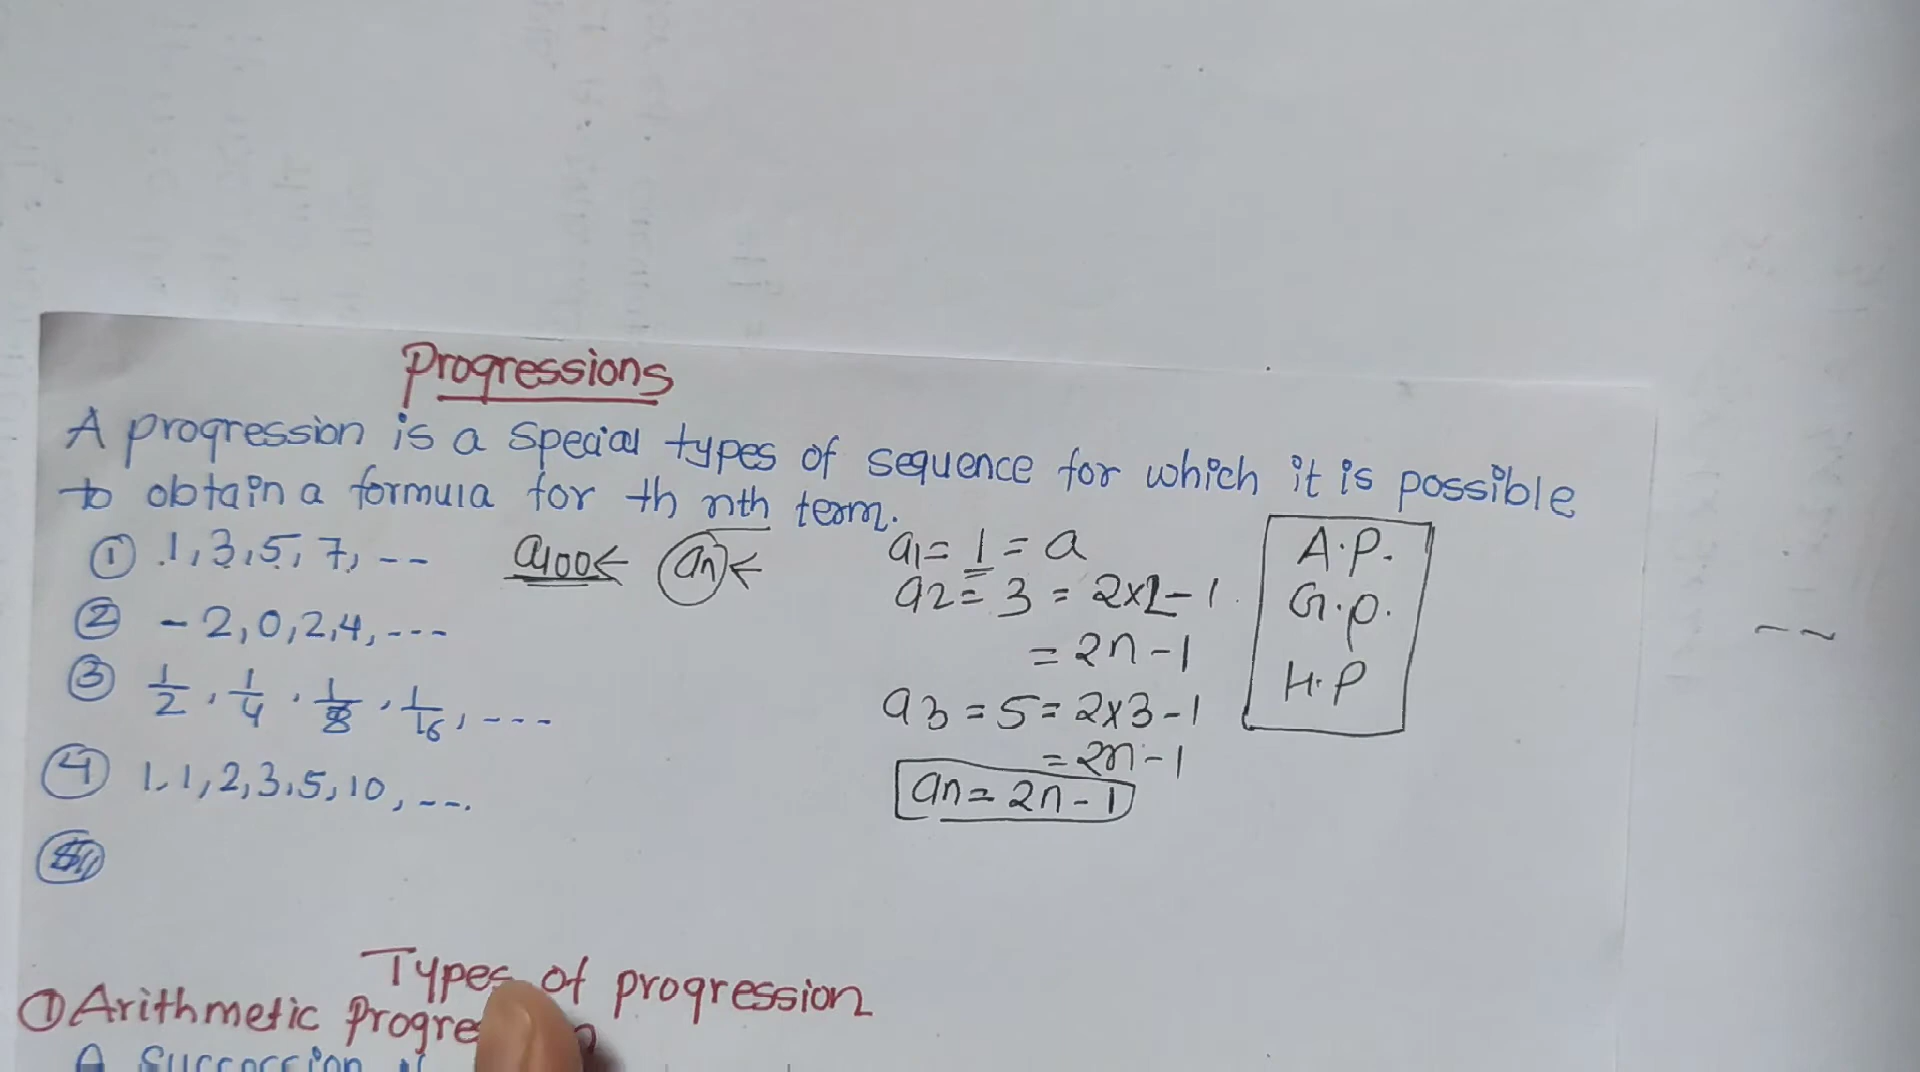 Progressions
A progression is a special types of sequence for which it is possible
to obtain a formula for th nth term.
① 1, 3, 5, 7, --
a100← an←
② -2, 0, 2, 4, ---
③ 1/2, 1/4, 1/8, 1/16, ----
④ 1, 1, 2, 3, 5, 10, ---.
a1 = 1 = a
a2 = 3 = 2×2-1
= 2n-1
a3 = 5 = 2×3-1
= 2n-1
an = 2n-1
A.P.
G.P.
H.P
Types of progression
① Arithmetic
A succession